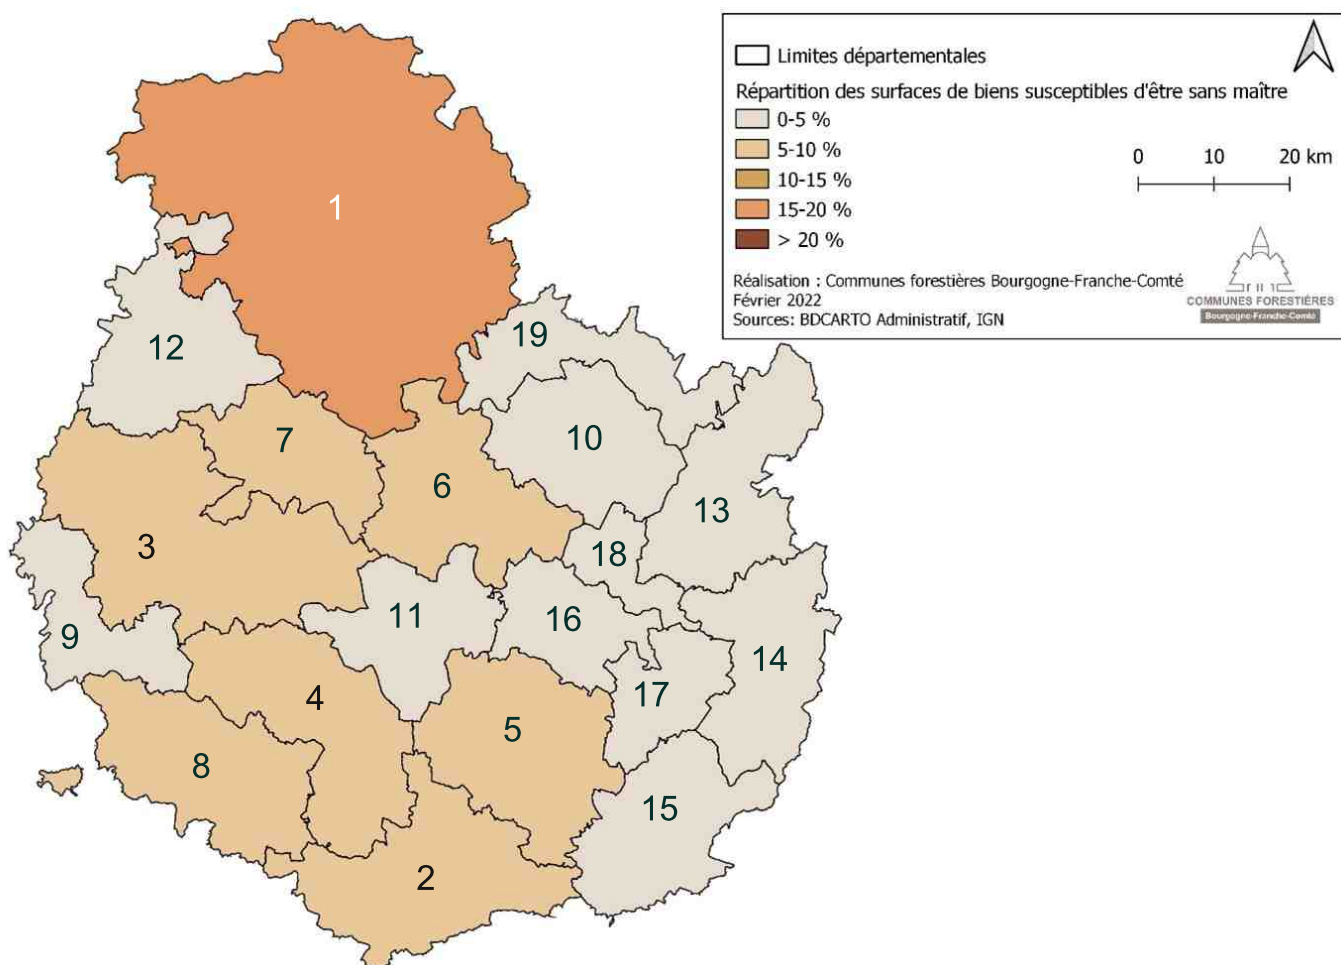 Limites départementales
Répartition des surfaces de biens susceptibles d'être sans maître
0-5 %
5-10 %
10-15 %
15-20 %
> 20 %
0 10 20 km
Réalisation : Communes forestières Bourgogne-Franche-Comté
Février 2022
Sources: BDCARTO Administratif, IGN
COMMUNES FORESTIÈRES
Bourgogne-Franche-Comté
1
12
19
7
10
6
3
13
18
11
16
9
14
4
17
5
8
15
2